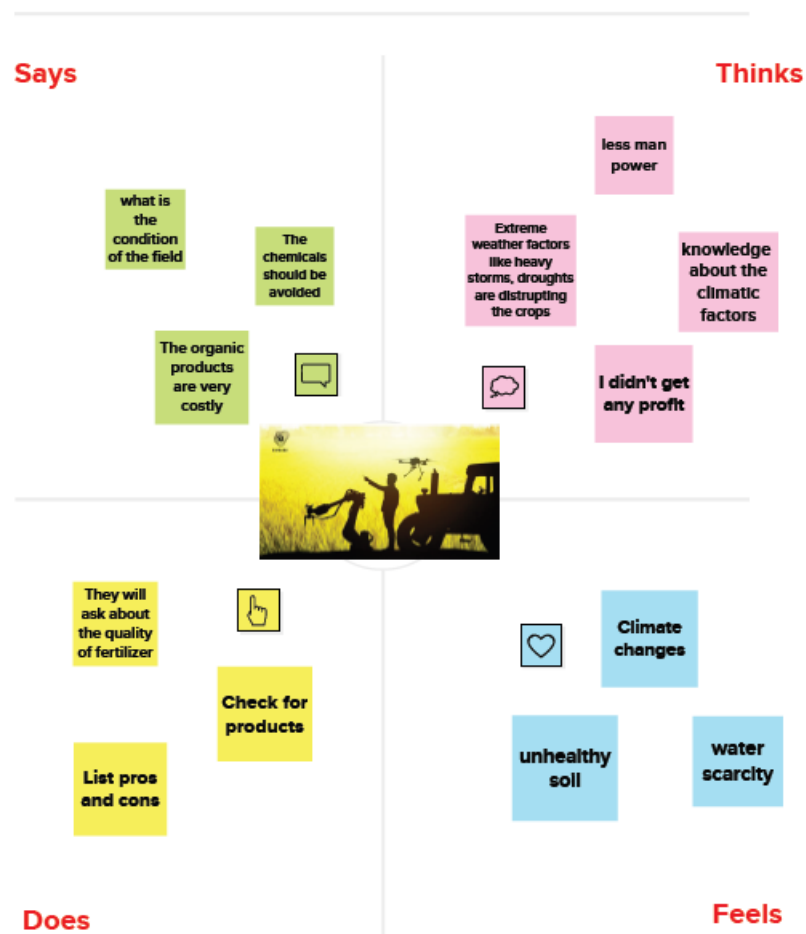 Says
Thinks
what is
the
condition
of the field
The
chemicals
should be
avoided
The organic
products
are very
costly
less man
power
Extreme
weather factors
like heavy
storms, droughts
are distrupting
the crops
knowledge
about the
climatic
factors
I didn't get
any profit
They will
ask about
the quality
of fertilizer
Check for
products
List pros
and cons
Climate
changes
unhealthy
soil
water
scarcity
Does
Feels